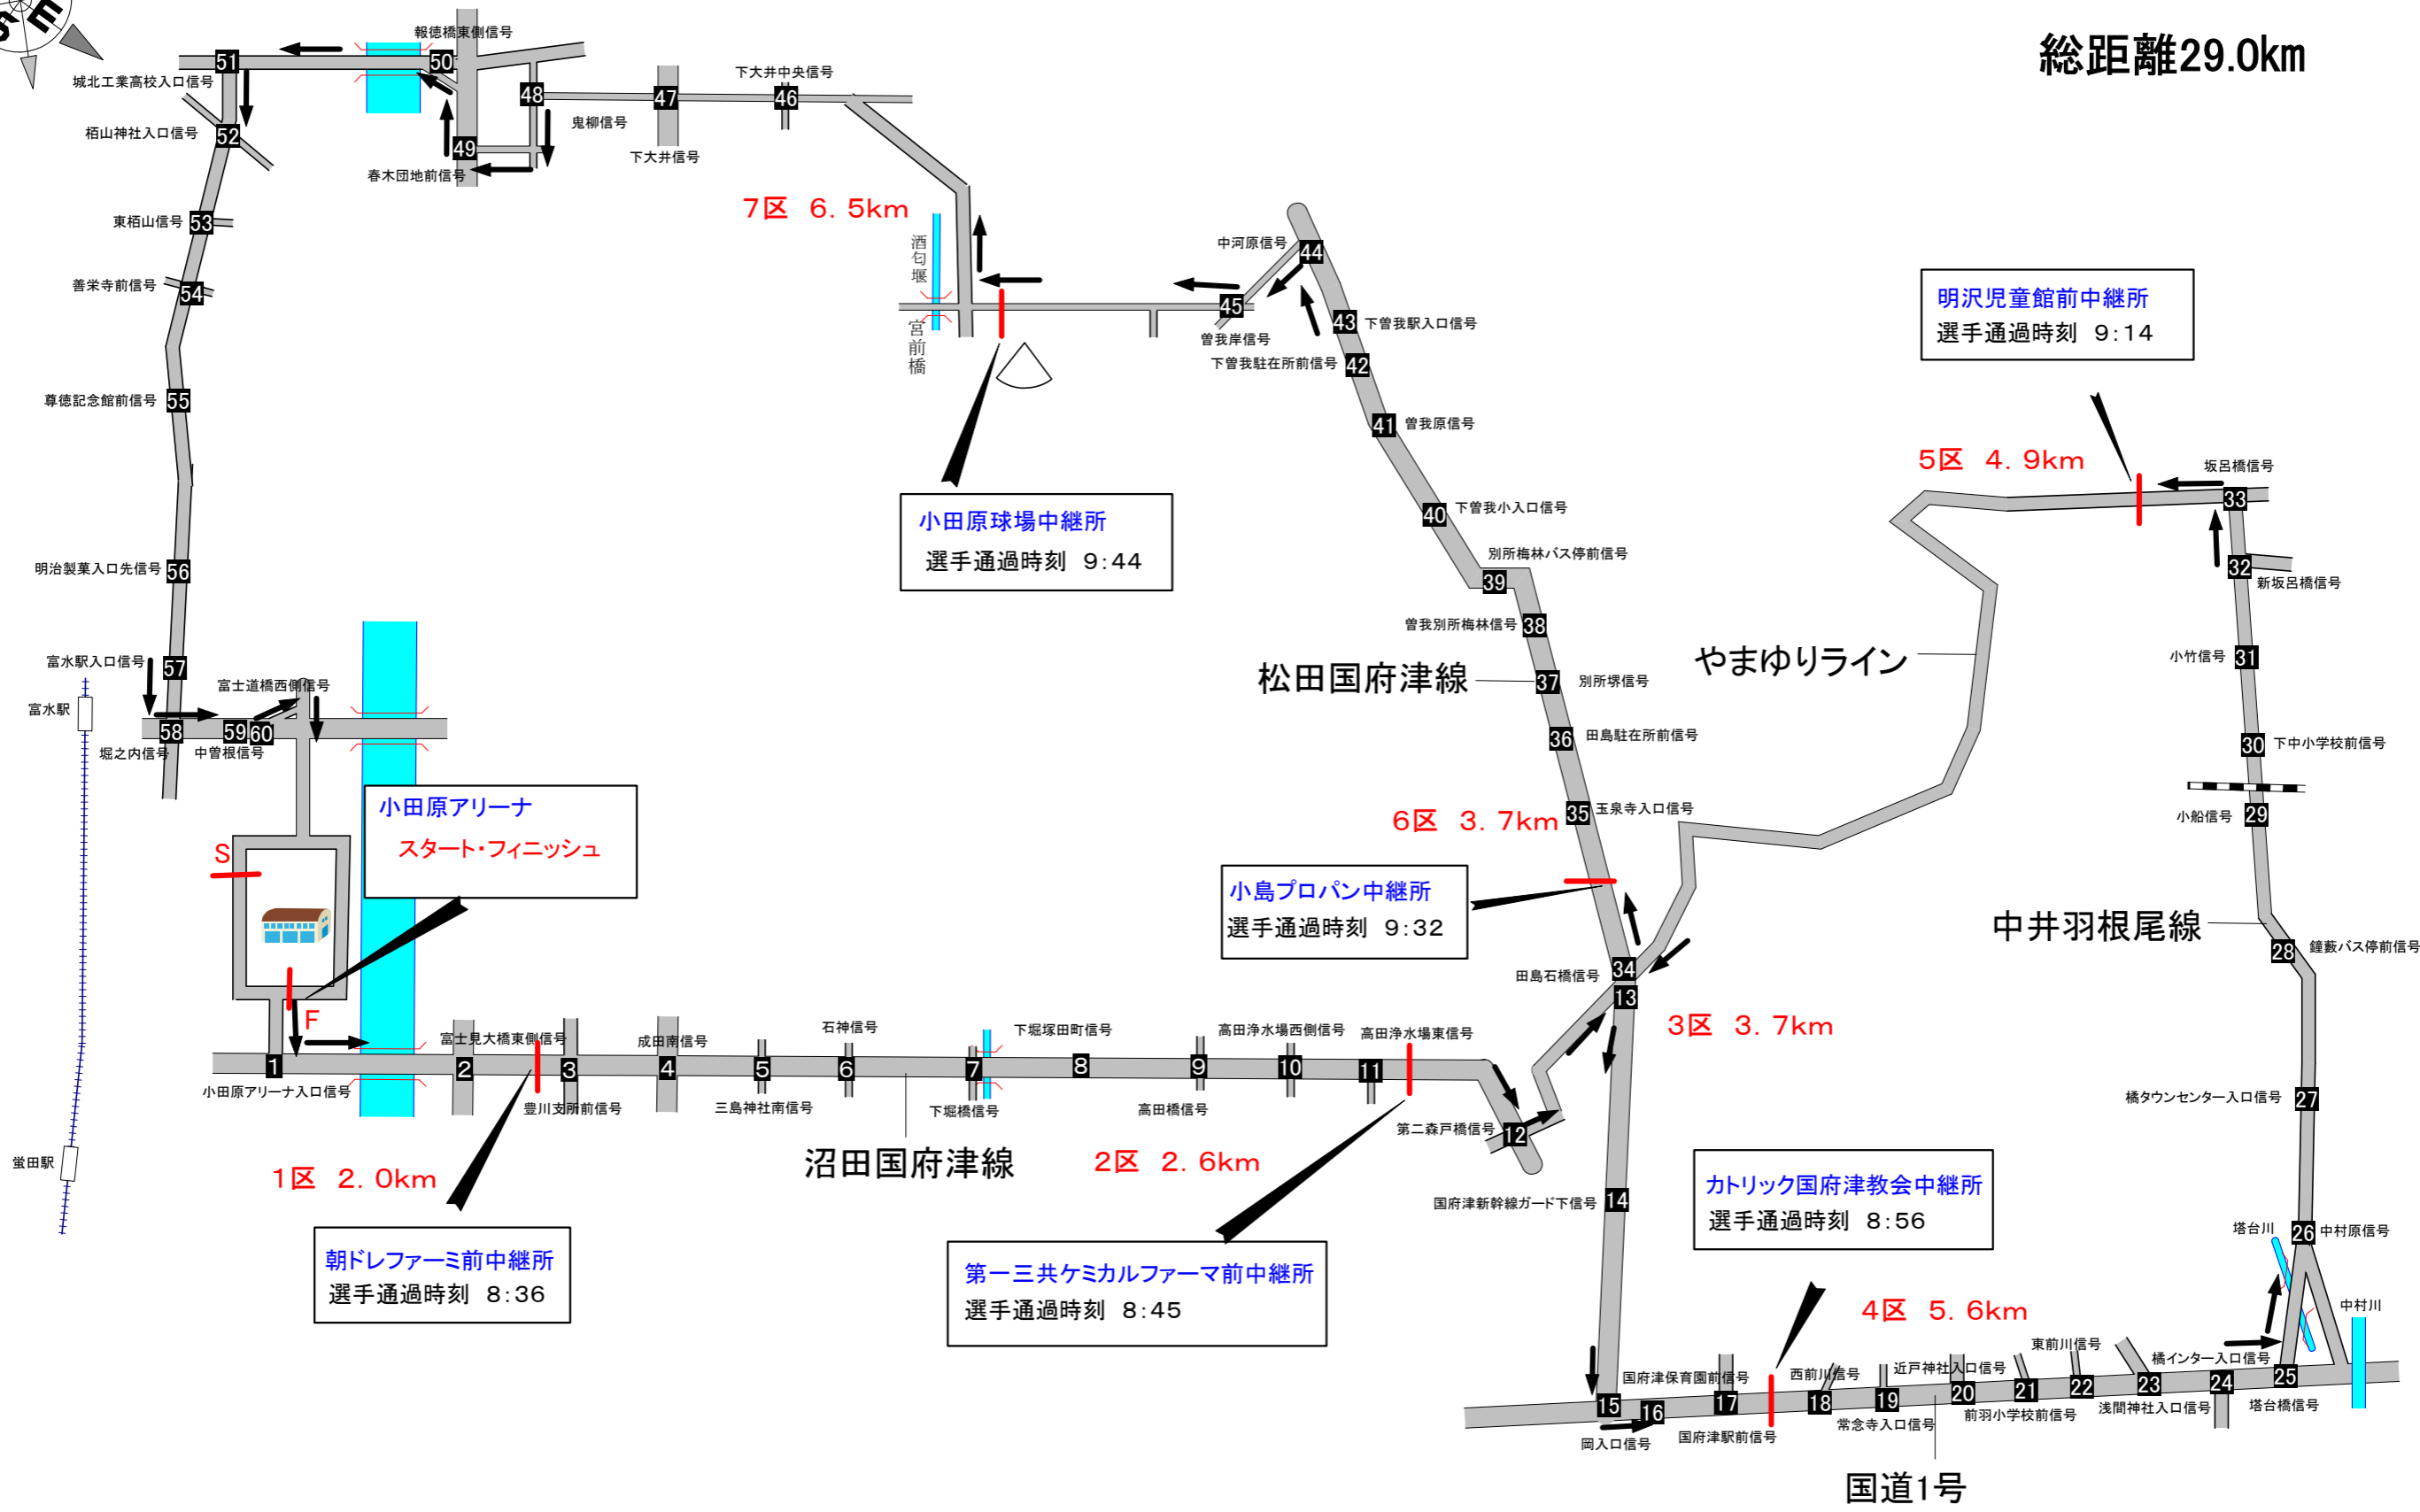 S
E
総距離29.0km
報徳橋東側信号
51
50
城北工業高校入口信号
48
47
下大井中央信号
46
鬼柳信号
52
栢山神社入口信号
49
下大井信号
春木団地前信号
7区 6.5km
53
東栢山信号
54
善栄寺前信号
酒匂堰
宮前橋
中河原信号
44
45
曽我岸信号
43
下曽我駅入口信号
42
下曽我駐在所前信号
明沢児童館前中継所
選手通過時刻 9:14
55
尊徳記念館前信号
41
曽我原信号
5区 4.9km
坂呂橋信号
33
小田原球場中継所
選手通過時刻 9:44
40
下曽我小入口信号
別所梅林バス停前信号
39
32
新坂呂橋信号
56
明治製菓入口先信号
曽我別所梅林信号
38
やまゆりライン
小竹信号
31
松田国府津線
37
別所堺信号
57
富水駅入口信号
富士道橋西側信号
富水駅
58
59
60
堀之内信号
中曽根信号
36
田島駐在所前信号
30
下中小学校前信号
小田原アリーナ
スタート・フィニッシュ
6区 3.7km
35
玉泉寺入口信号
小船信号
29
S
小島プロパン中継所
選手通過時刻 9:32
中井羽根尾線
28
鐘藪バス停前信号
34
田島石橋信号
13
F
3区 3.7km
1
小田原アリーナ入口信号
2
富士見大橋東側信号
3
豊川支所前信号
4
成田南信号
5
三島神社南信号
6
石神信号
7
下堀橋信号
8
下堀塚田町信号
9
高田橋信号
10
高田浄水場西側信号
11
高田浄水場東信号
12
第二森戸橋信号
橘タウンセンター入口信号
27
蛍田駅
1区 2.0km
沼田国府津線
2区 2.6km
国府津新幹線ガード下信号
14
カトリック国府津教会中継所
選手通過時刻 8:56
朝ドレファーミ前中継所
選手通過時刻 8:36
第一三共ケミカルファーマ前中継所
選手通過時刻 8:45
塔台川
26
中村原信号
中村川
4区 5.6km
15
16
岡入口信号
国府津保育園前信号
17
国府津駅前信号
西前川信号
18
19
常念寺入口信号
近戸神社入口信号
20
21
前羽小学校前信号
東前川信号
22
23
浅間神社入口信号
橘インター入口信号
24
25
塔台橋信号
国道1号